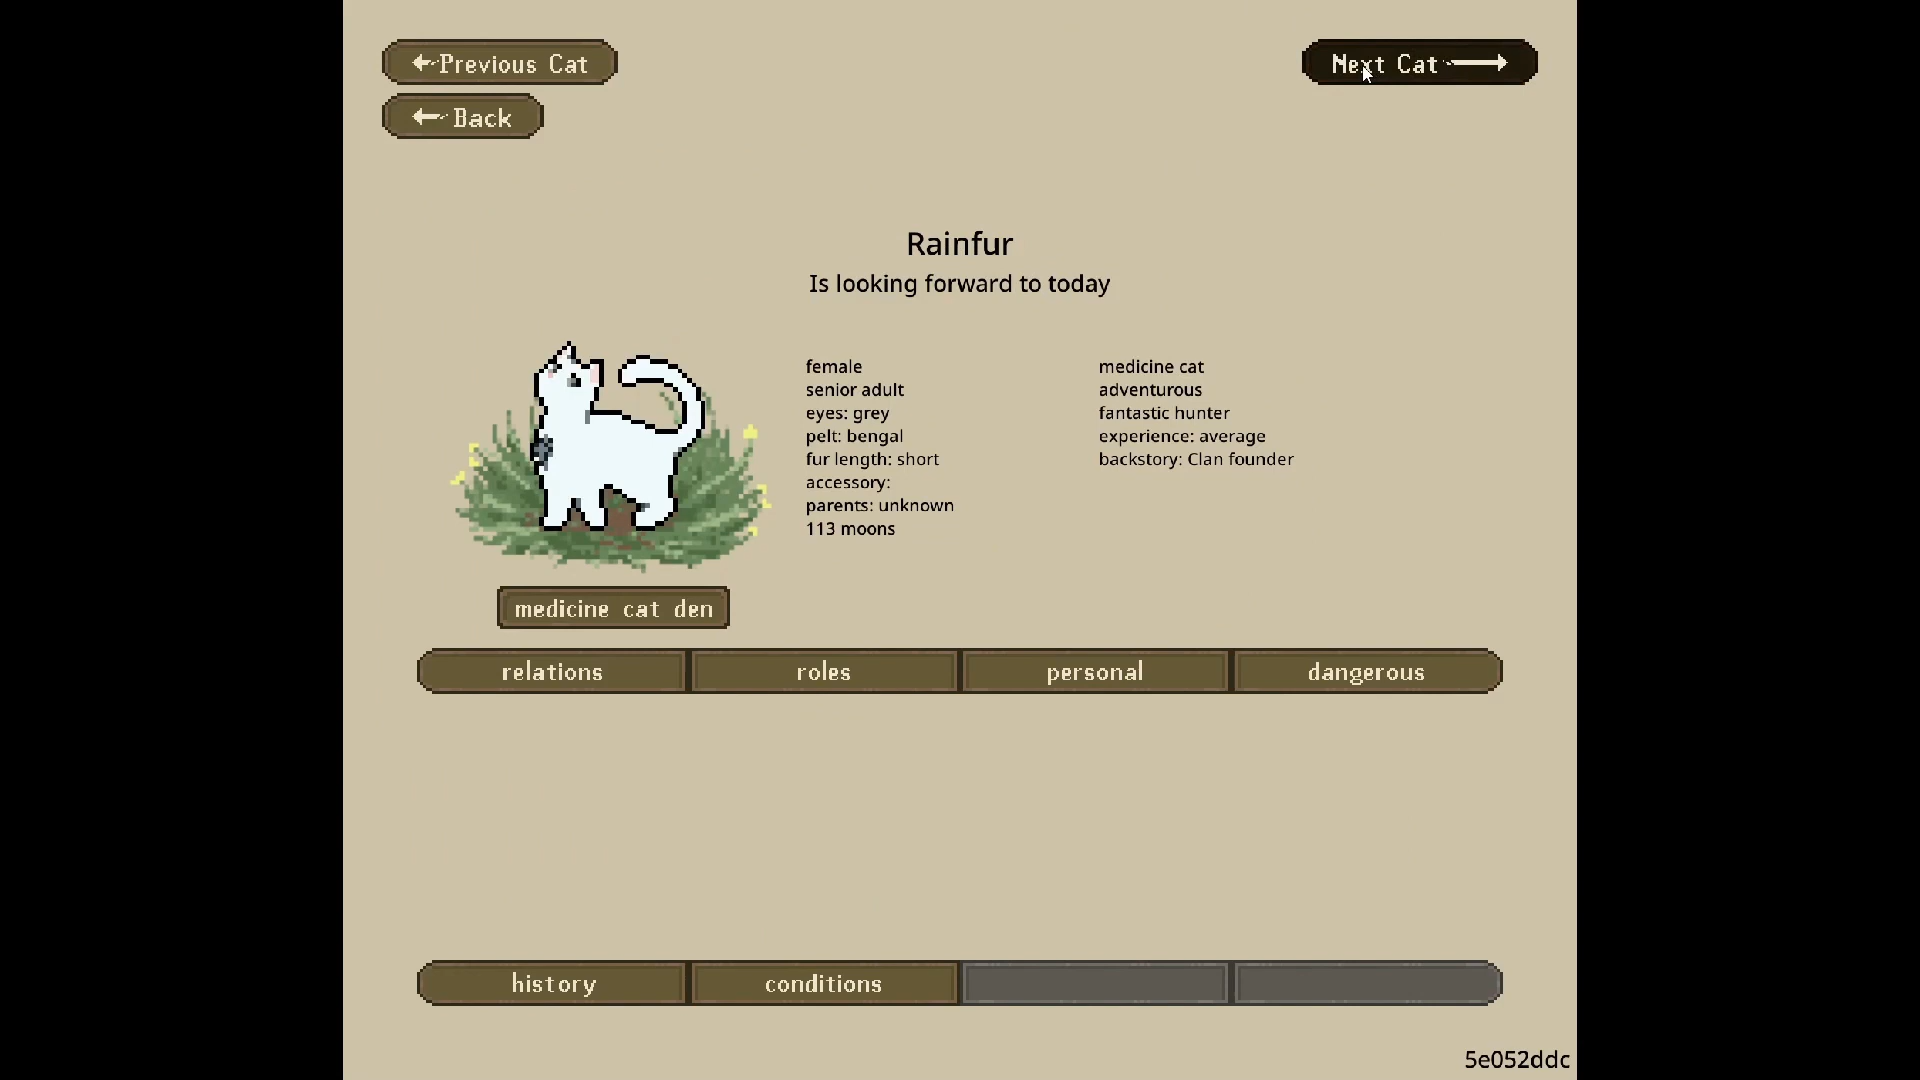 Previous Cat
Next Cat
Back
Rainfur
Is looking forward to today
female
senior adult
eyes: grey
pelt: bengal
fur length: short
accessory:
parents: unknown
113 moons
medicine cat
adventurous
fantastic hunter
experience: average
backstory: Clan founder
medicine cat den
relations
roles
personal
dangerous
history
conditions
5e052ddc